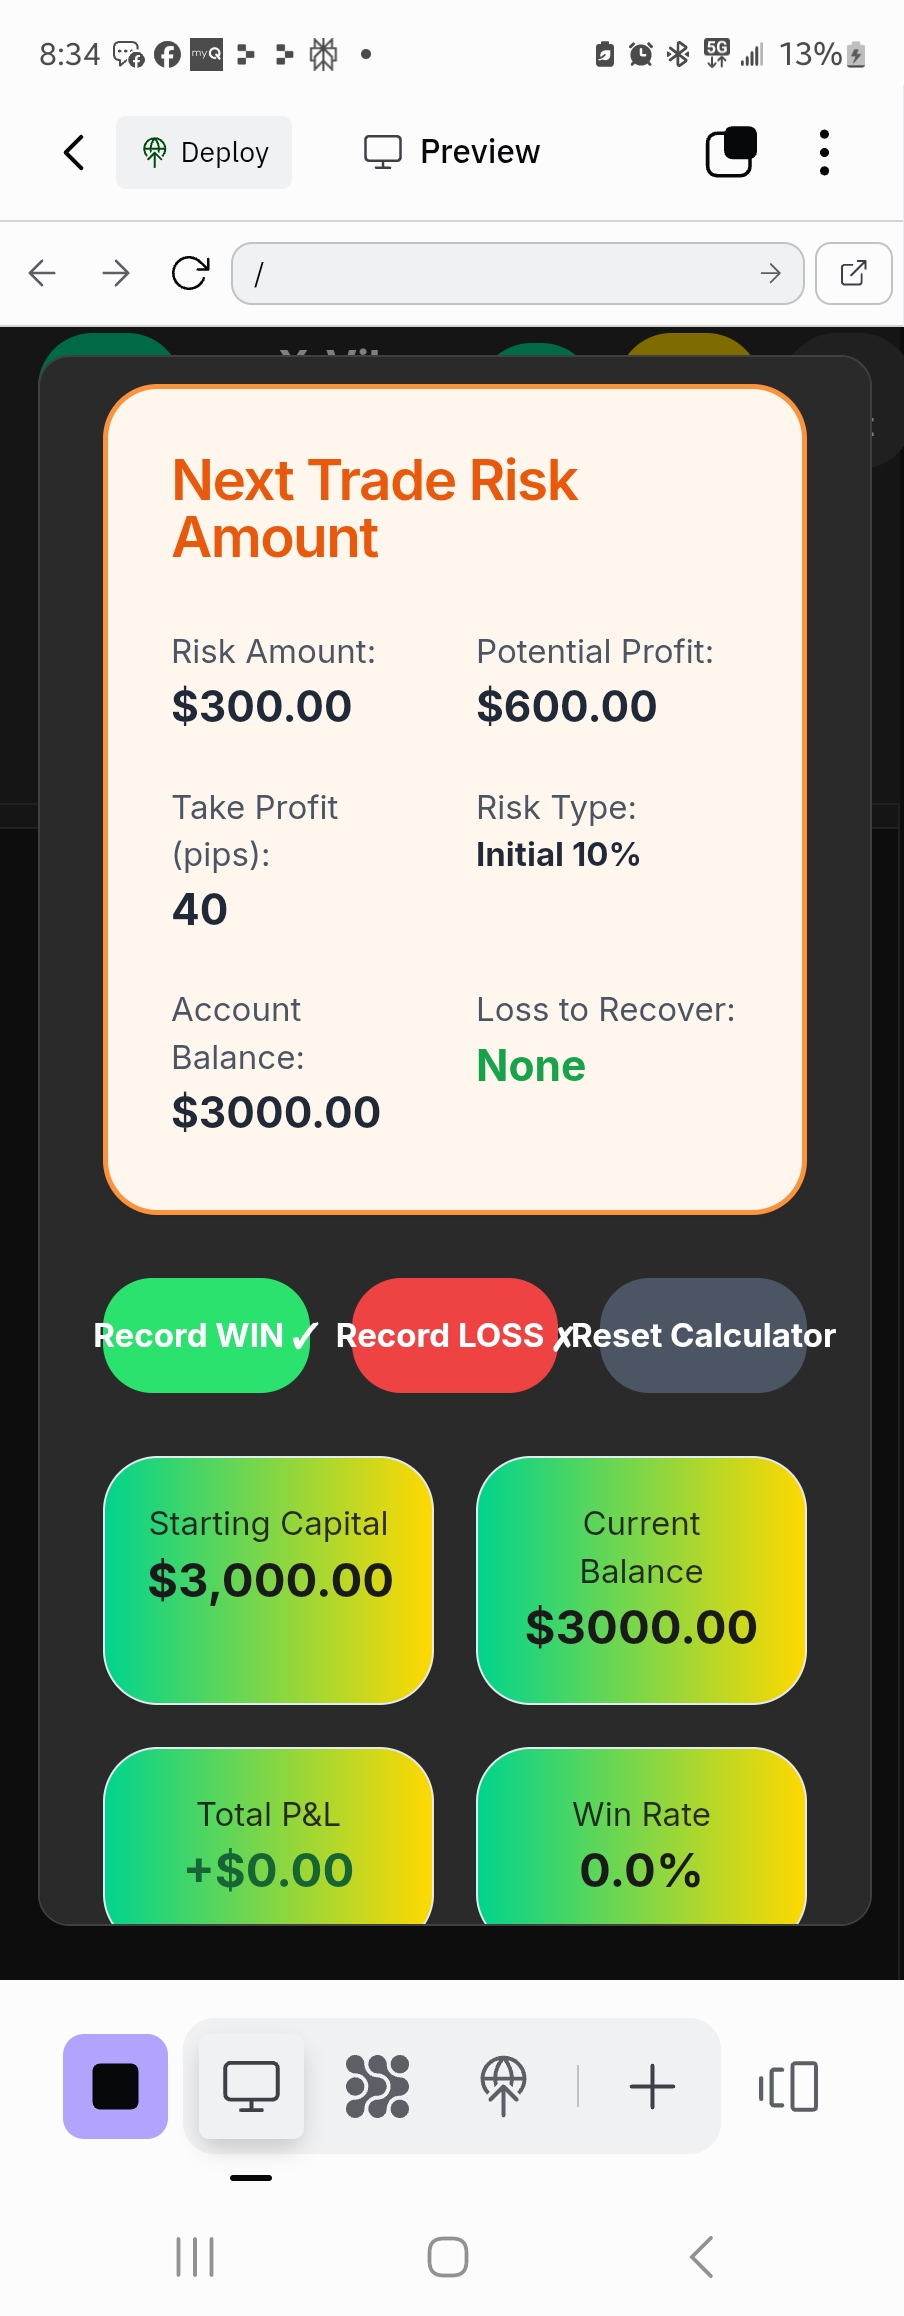 8:34
myQ
5G
13%
Deploy
Preview
/
Next Trade Risk
Amount
Risk Amount:
$300.00
Potential Profit:
$600.00
Take Profit
(pips):
40
Risk Type:
Initial 10%
Account
Balance:
$3000.00
Loss to Recover:
None
Record WIN ✓
Record LOSS ✗
Reset Calculator
Starting Capital
$3,000.00
Current
Balance
$3000.00
Total P&L
+$0.00
Win Rate
0.0%